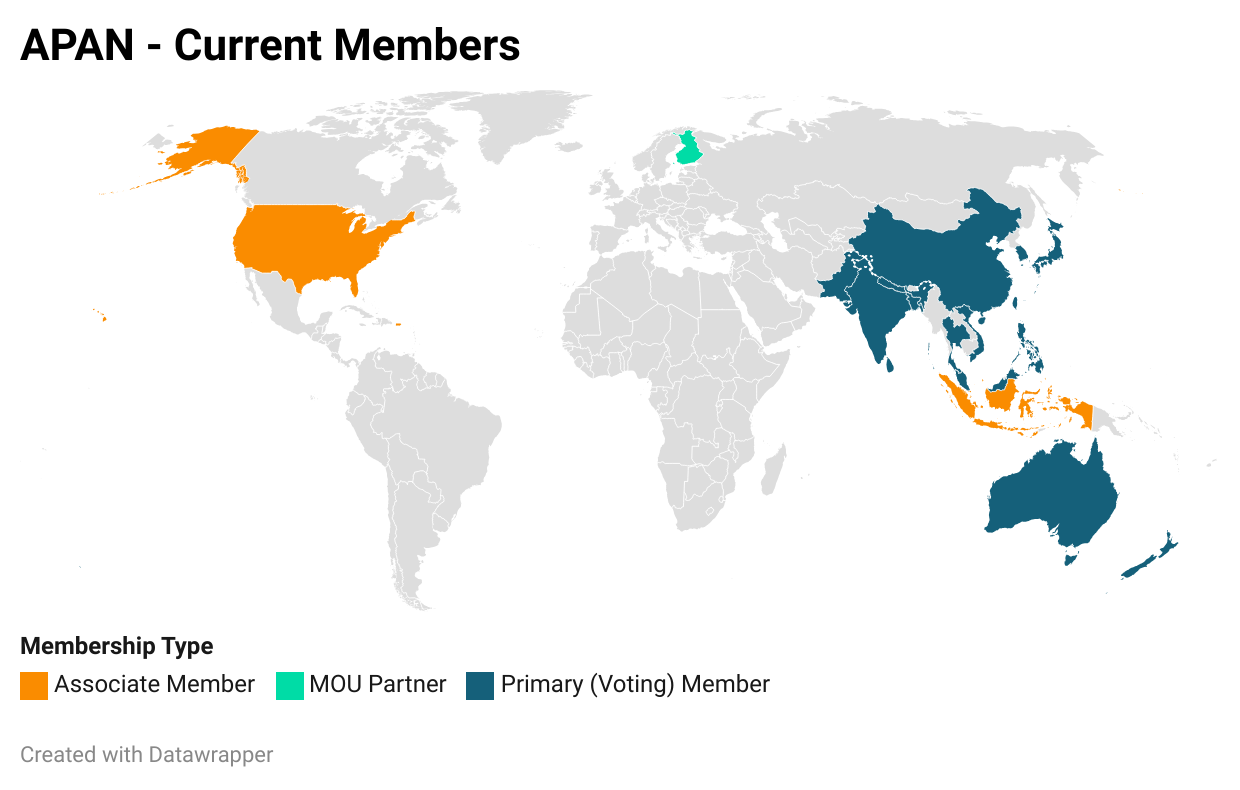 APAN - Current Members
Membership Type
Associate Member MOU Partner Primary (Voting) Member
Created with Datawrapper